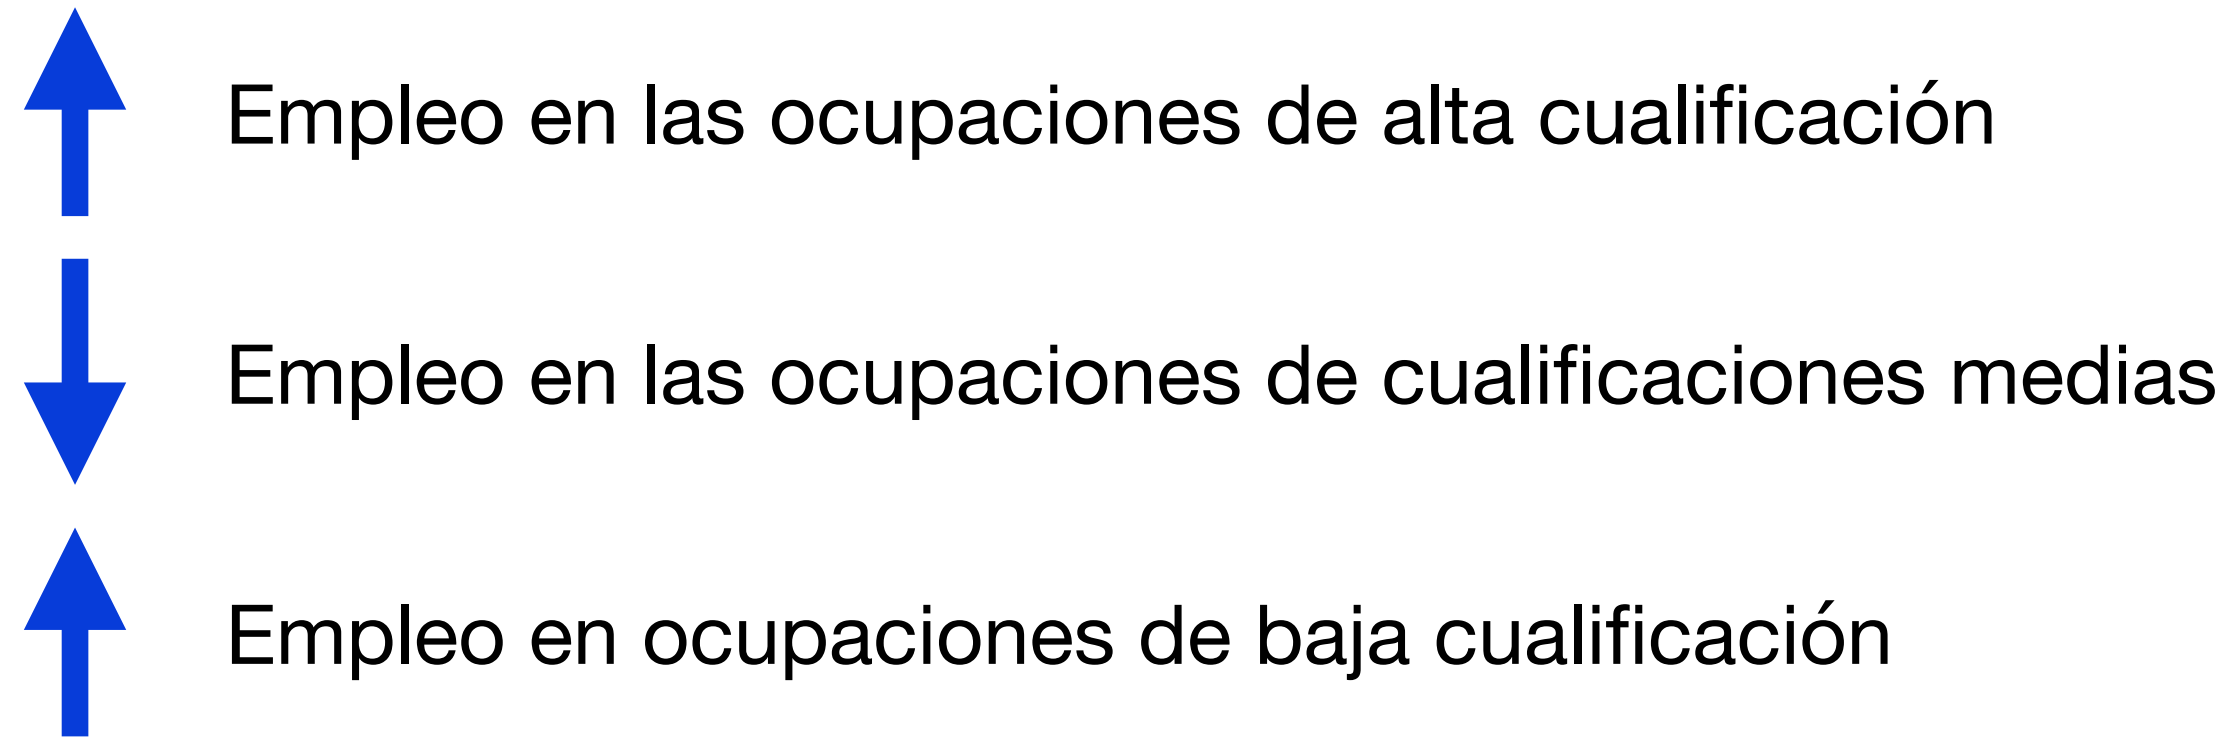 Empleo en las ocupaciones de alta cualificación
Empleo en las ocupaciones de cualificaciones medias
Empleo en ocupaciones de baja cualificación